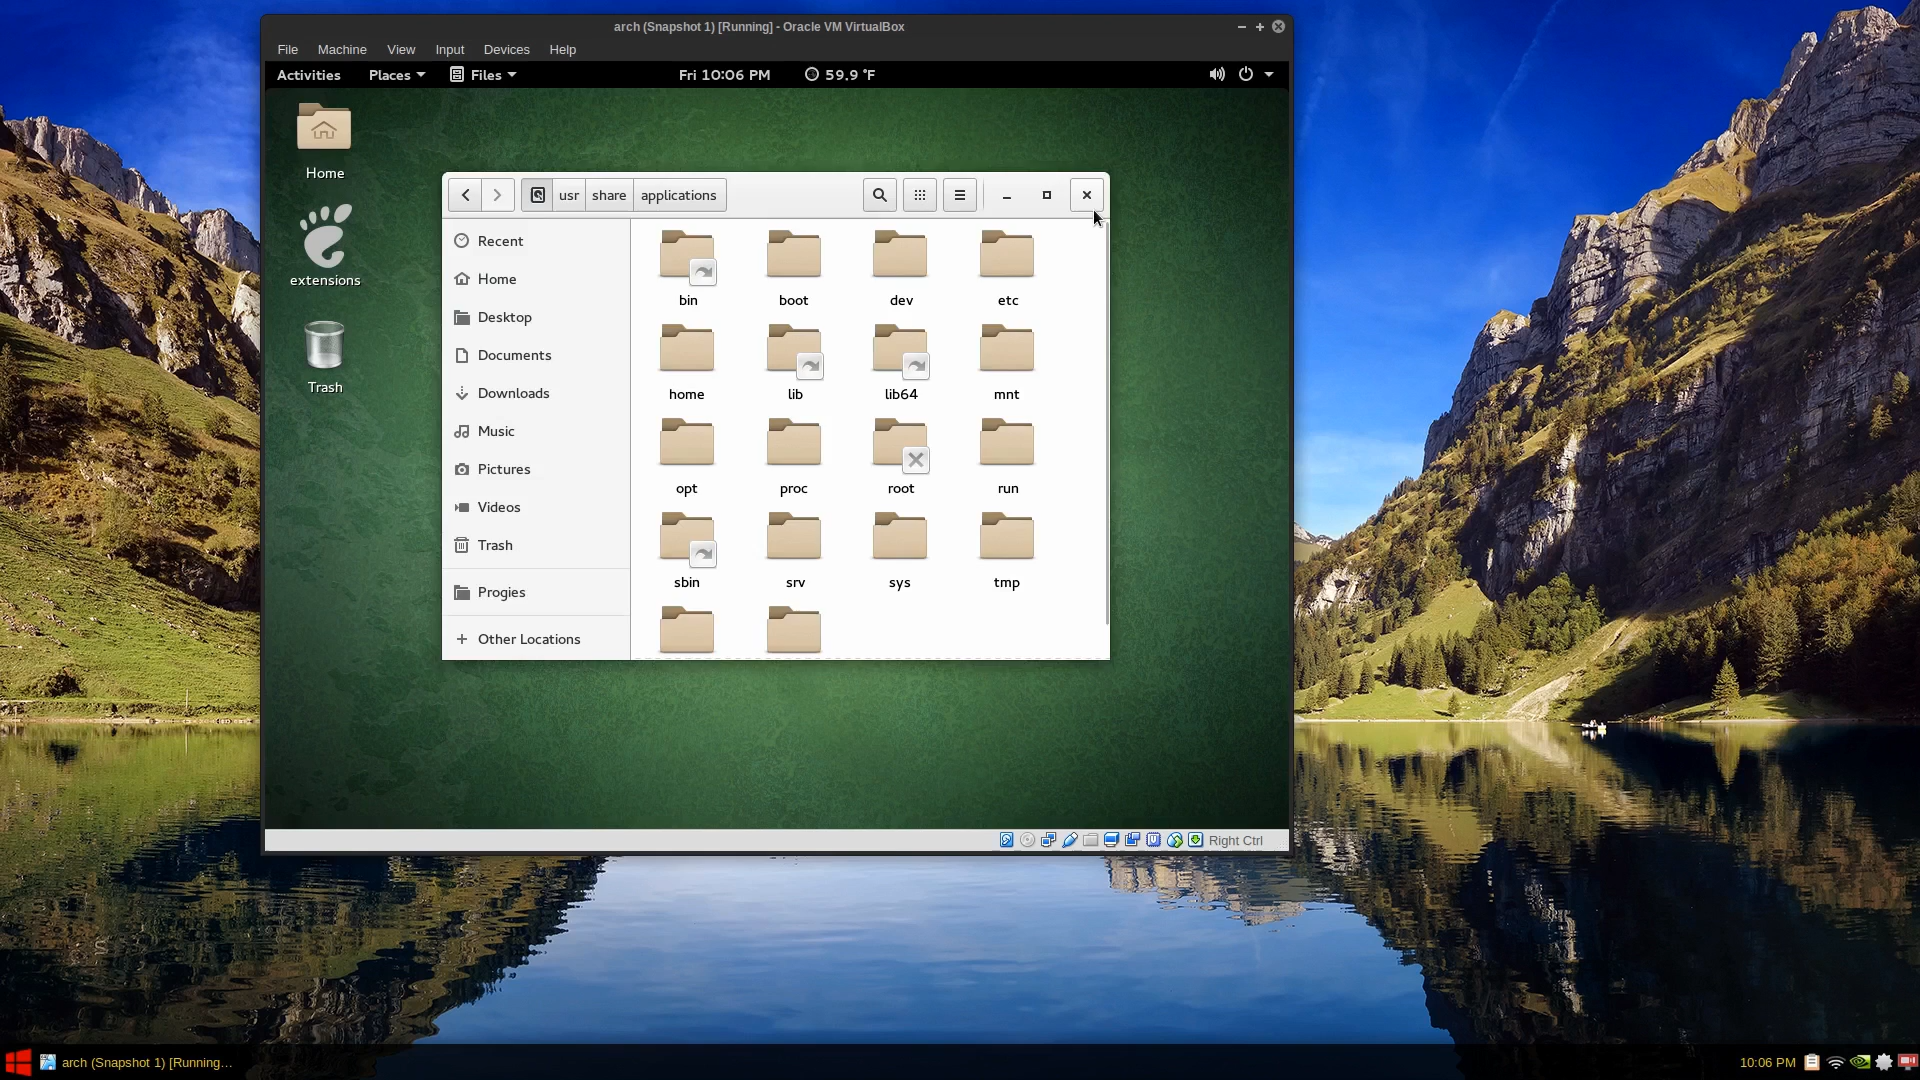 arch (Snapshot 1) [Running] - Oracle VM VirtualBox
File Machine View Input Devices Help
Activities Places Files Fri 10:06 PM 59.9 °F
Home
extensions
Trash
usr share applications
Recent
Home
Desktop
Documents
Downloads
Music
Pictures
Videos
Trash
Progies
Other Locations
bin boot dev etc
home lib lib64 mnt
opt proc root run
sbin srv sys tmp
Right Ctrl
arch (Snapshot 1) [Running...
10:06 PM